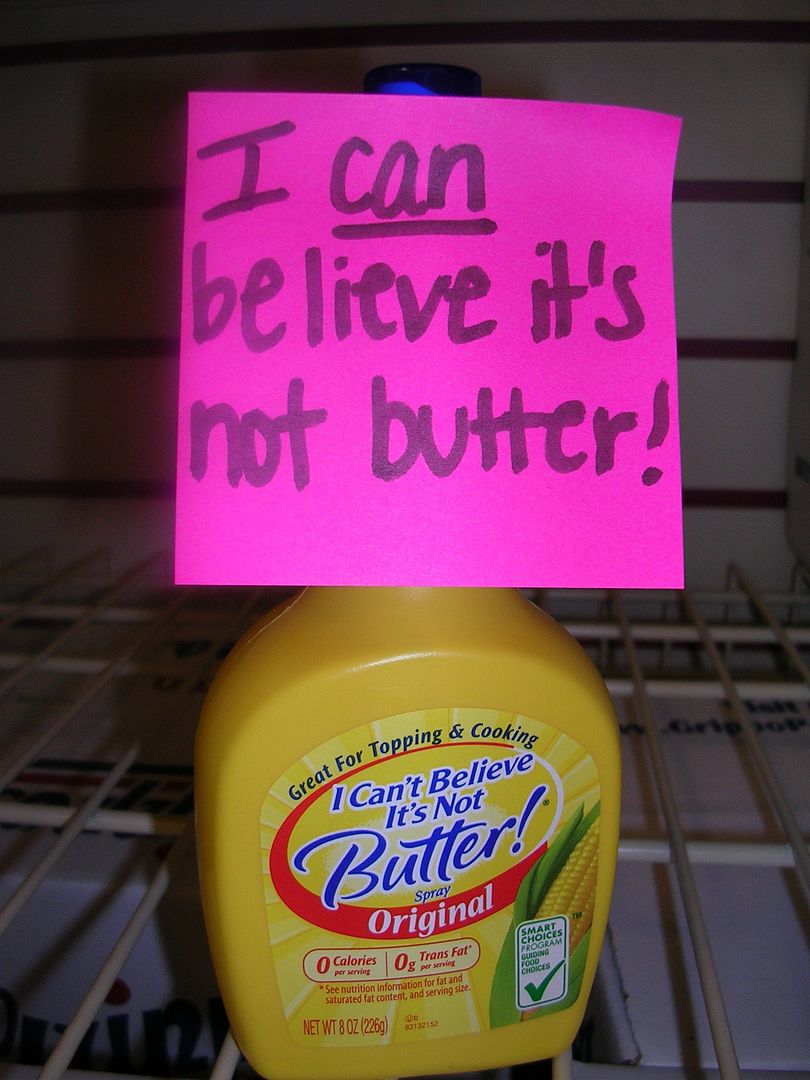 I can
believe it's
not butter!
Great For Topping & Cooking
I Can't Believe
It's Not
Butter!®
Spray
Original
0 Calories
per serving
0g Trans Fat*
per serving
* See nutrition information for fat and
saturated fat content, and serving size.
NET WT 8 OZ (226g)
83132152
SMART
CHOICES
PROGRAM
GUIDING
FOOD
CHOICES
TM